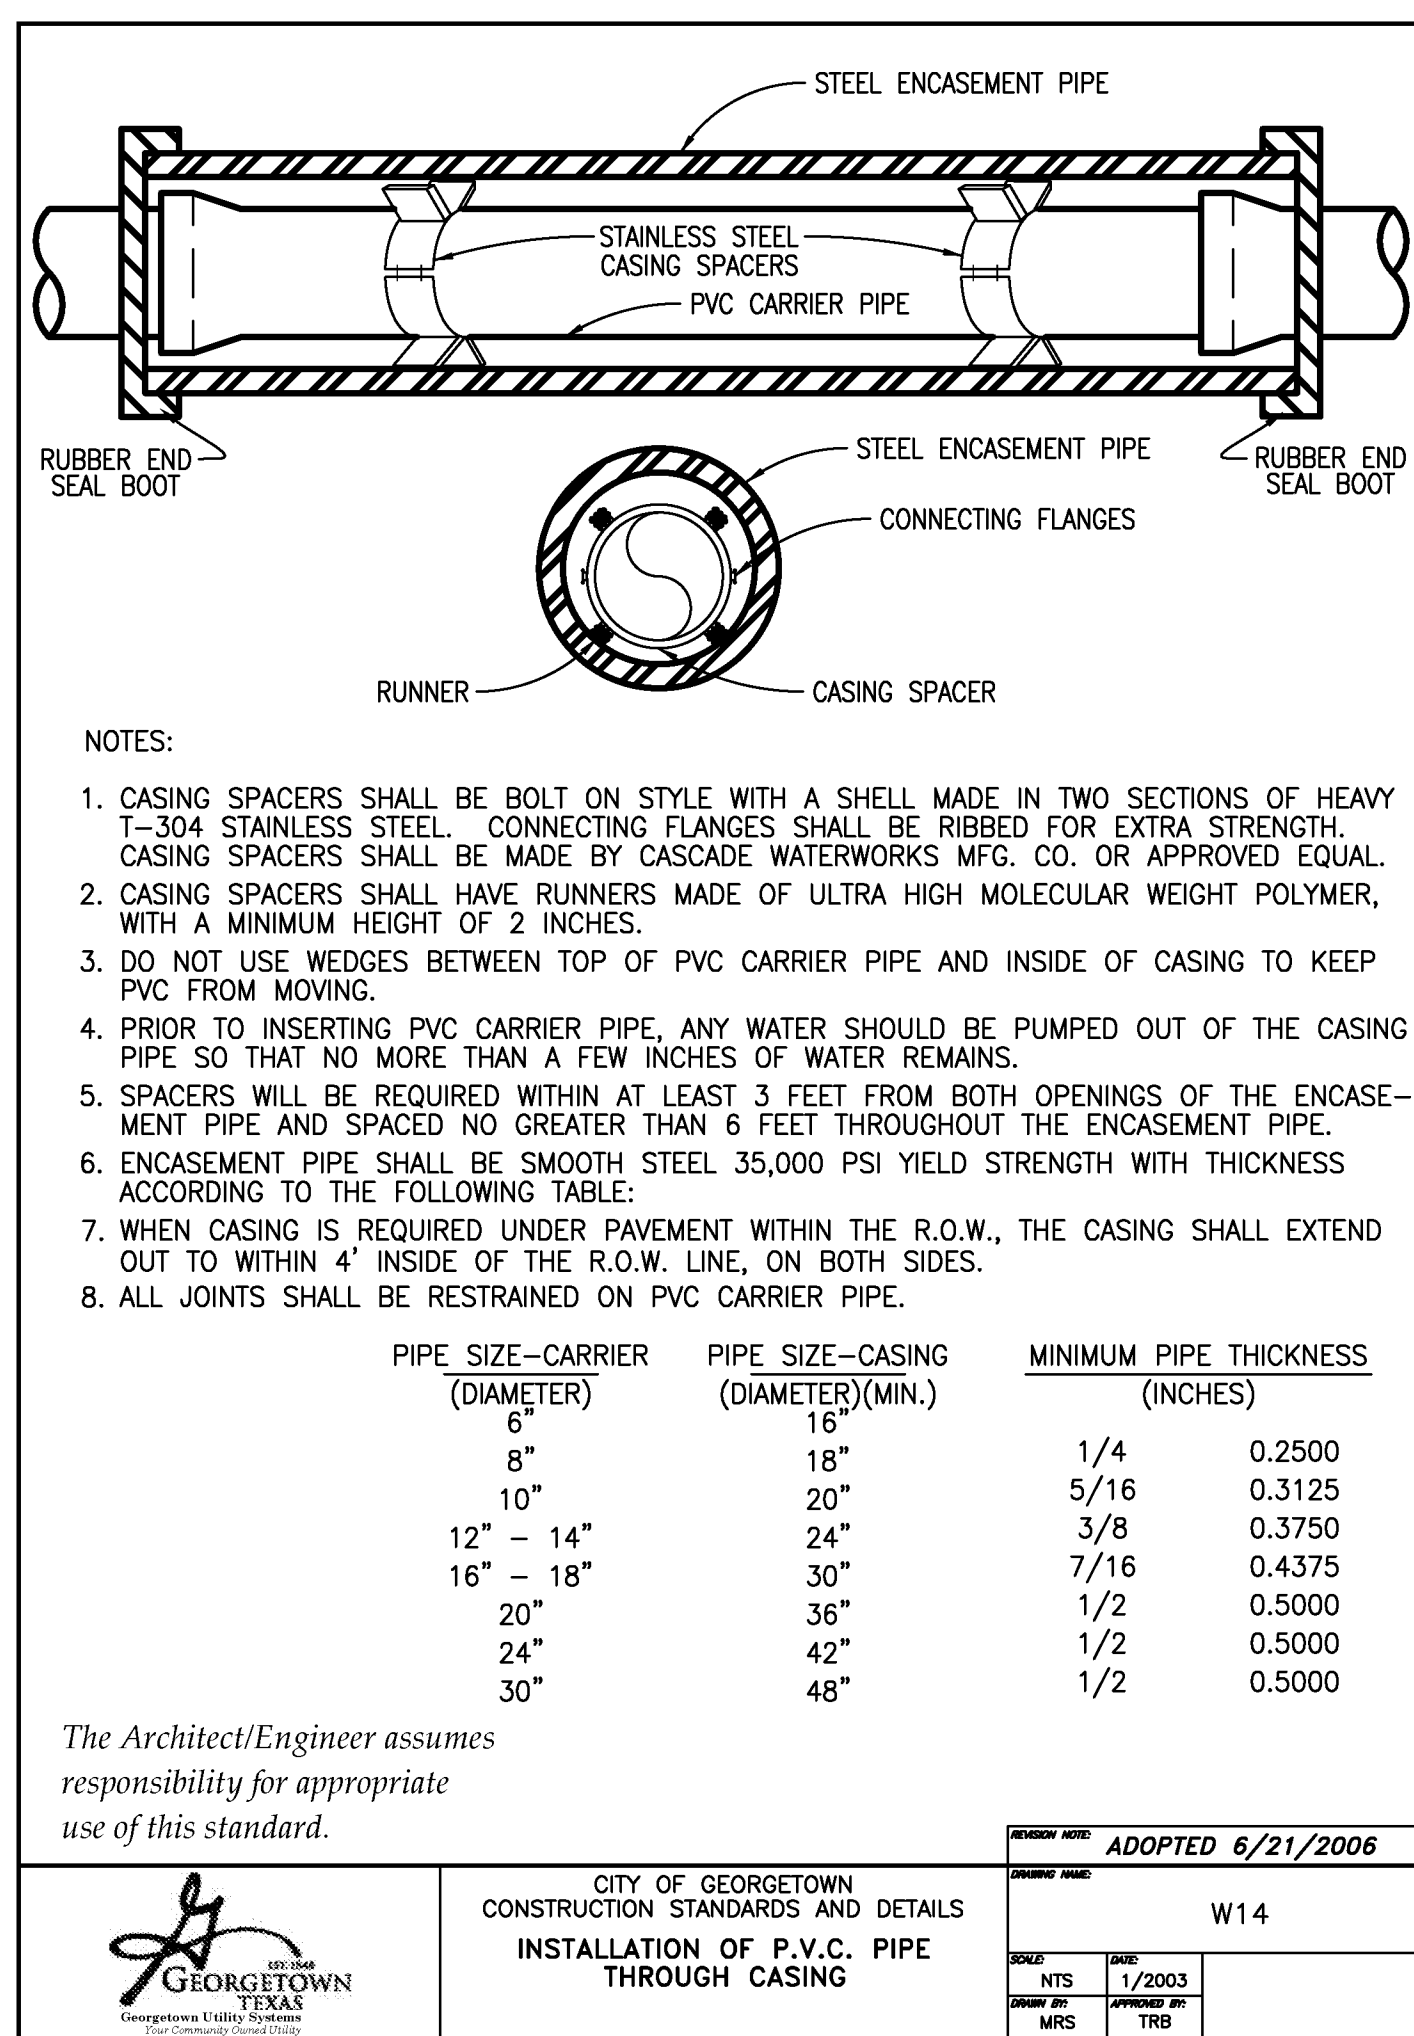 STEEL ENCASEMENT PIPE
STAINLESS STEEL
CASING SPACERS
PVC CARRIER PIPE
RUBBER END
SEAL BOOT
STEEL ENCASEMENT PIPE
RUBBER END
SEAL BOOT
CONNECTING FLANGES
RUNNER
CASING SPACER
NOTES:
1. CASING SPACERS SHALL BE BOLT ON STYLE WITH A SHELL MADE IN TWO SECTIONS OF HEAVY
T-304 STAINLESS STEEL. CONNECTING FLANGES SHALL BE RIBBED FOR EXTRA STRENGTH.
CASING SPACERS SHALL BE MADE BY CASCADE WATERWORKS MFG. CO. OR APPROVED EQUAL.
2. CASING SPACERS SHALL HAVE RUNNERS MADE OF ULTRA HIGH MOLECULAR WEIGHT POLYMER,
WITH A MINIMUM HEIGHT OF 2 INCHES.
3. DO NOT USE WEDGES BETWEEN TOP OF PVC CARRIER PIPE AND INSIDE OF CASING TO KEEP
PVC FROM MOVING.
4. PRIOR TO INSERTING PVC CARRIER PIPE, ANY WATER SHOULD BE PUMPED OUT OF THE CASING
PIPE SO THAT NO MORE THAN A FEW INCHES OF WATER REMAINS.
5. SPACERS WILL BE REQUIRED WITHIN AT LEAST 3 FEET FROM BOTH OPENINGS OF THE ENCASE-
MENT PIPE AND SPACED NO GREATER THAN 6 FEET THROUGHOUT THE ENCASEMENT PIPE.
6. ENCASEMENT PIPE SHALL BE SMOOTH STEEL 35,000 PSI YIELD STRENGTH WITH THICKNESS
ACCORDING TO THE FOLLOWING TABLE:
7. WHEN CASING IS REQUIRED UNDER PAVEMENT WITHIN THE R.O.W., THE CASING SHALL EXTEND
OUT TO WITHIN 4' INSIDE OF THE R.O.W. LINE, ON BOTH SIDES.
8. ALL JOINTS SHALL BE RESTRAINED ON PVC CARRIER PIPE.
PIPE SIZE-CARRIER PIPE SIZE-CASING MINIMUM PIPE THICKNESS
(DIAMETER) (DIAMETER)(MIN.) (INCHES)
6" 16"
8" 18" 1/4 0.2500
10" 20" 5/16 0.3125
12" - 14" 24" 3/8 0.3750
16" - 18" 30" 7/16 0.4375
20" 36" 1/2 0.5000
24" 42" 1/2 0.5000
30" 48" 1/2 0.5000
The Architect/Engineer assumes
responsibility for appropriate
use of this standard.
REVISION NOTE: ADOPTED 6/21/2006
EST. 1848
GEORGETOWN
TEXAS
Georgetown Utility Systems
Your Community Owned Utility
CITY OF GEORGETOWN
CONSTRUCTION STANDARDS AND DETAILS
INSTALLATION OF P.V.C. PIPE
THROUGH CASING
DRAWING NAME:
W14
SCALE: DATE:
NTS 1/2003
DRAWN BY: APPROVED BY:
MRS TRB